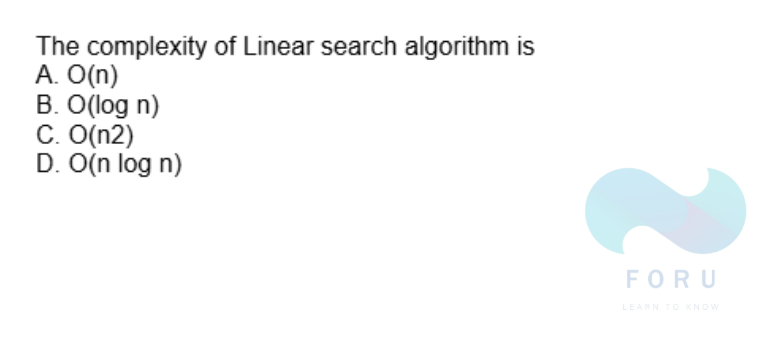 The complexity of Linear search algorithm is
A. O(n)
B. O(log n)
C. O(n2)
D. O(n log n)
FORU
LEARN TO KNOW